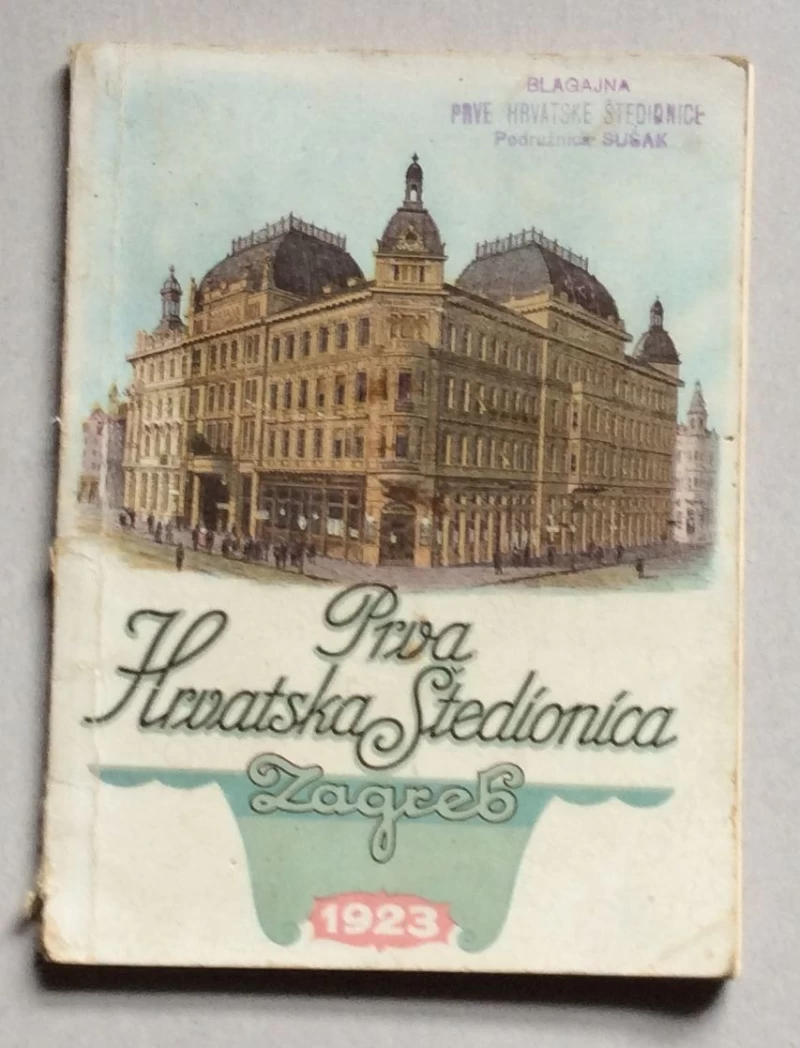 BLAGAJNA
PRVE HRVATSKE ŠTEDIONICE
Podružnica SUŠAK
Prva
Hrvatska Štedionica
Zagreb
1923